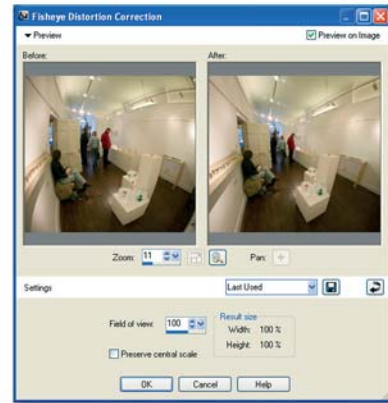 Fisheye Distortion Correction
Preview
Preview on Image
Before:
After:
Zoom: 11
Pan:
Settings
Last Used
Field of view: 100
Result size
Width: 100 %
Height: 100 %
Preserve central scale
OK
Cancel
Help